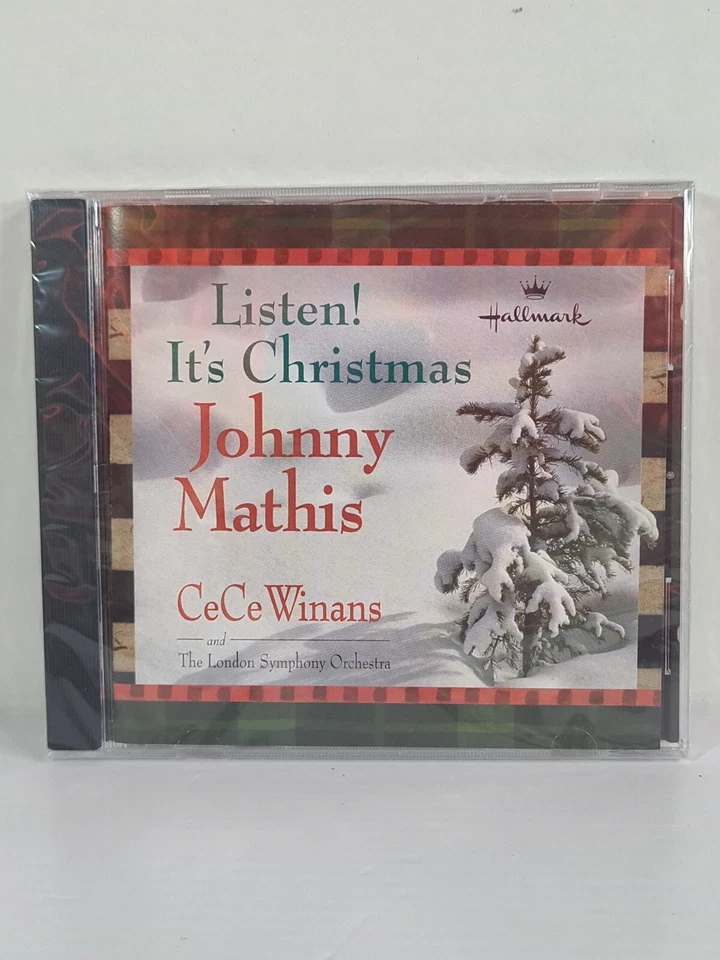 Listen!
It's Christmas
Hallmark
Johnny
Mathis
CeCe Winans
and
The London Symphony Orchestra